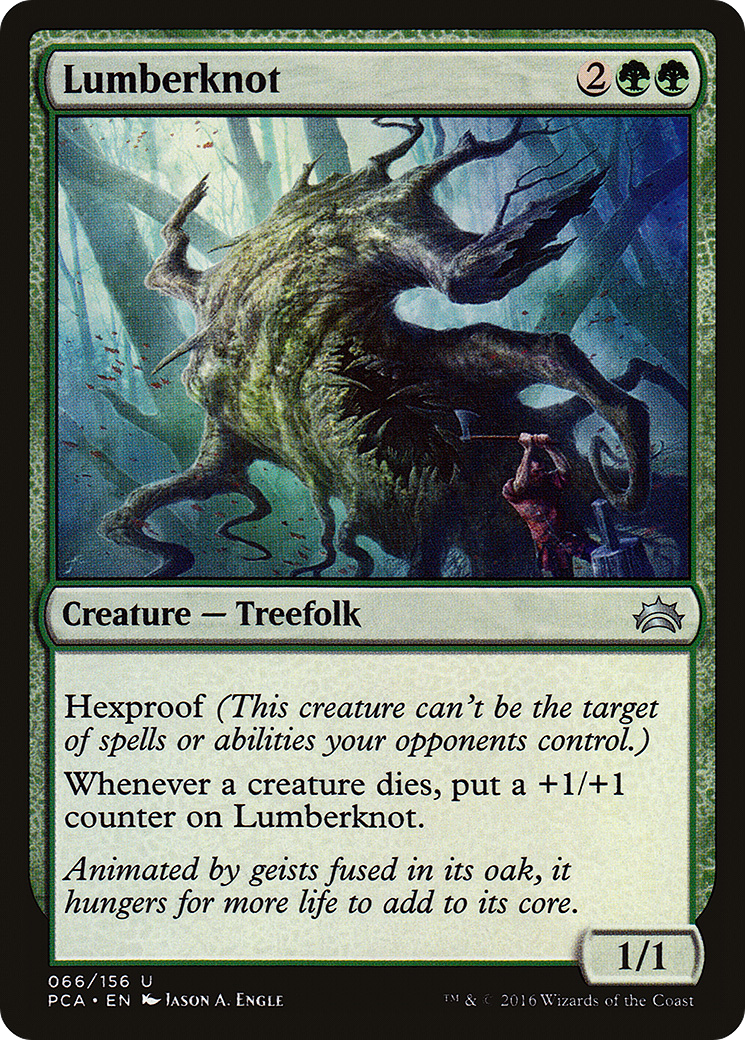 Lumberknot 2
Creature — Treefolk
Hexproof (This creature can't be the target
of spells or abilities your opponents control.)
Whenever a creature dies, put a +1/+1
counter on Lumberknot.
Animated by geists fused in its oak, it
hungers for more life to add to its core.
1/1
066/156 U
PCA • EN Jason A. Engle ™ & © 2016 Wizards of the Coast